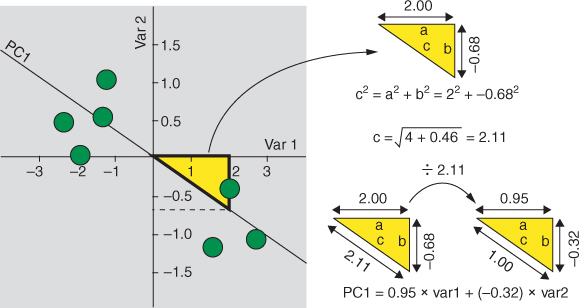 Var 2
PC1
1.5
1.0
0.5
Var 1
−3
−2
−1
1
2
3
−0.5
−1.0
−1.5
2.00
a
c
b
−0.68
c² = a² + b² = 2² + −0.68²
c = √4 + 0.46 = 2.11
÷ 2.11
2.00
a
c
b
−0.68
2.11
0.95
a
c
b
−0.32
1.00
PC1 = 0.95 × var1 + (−0.32) × var2